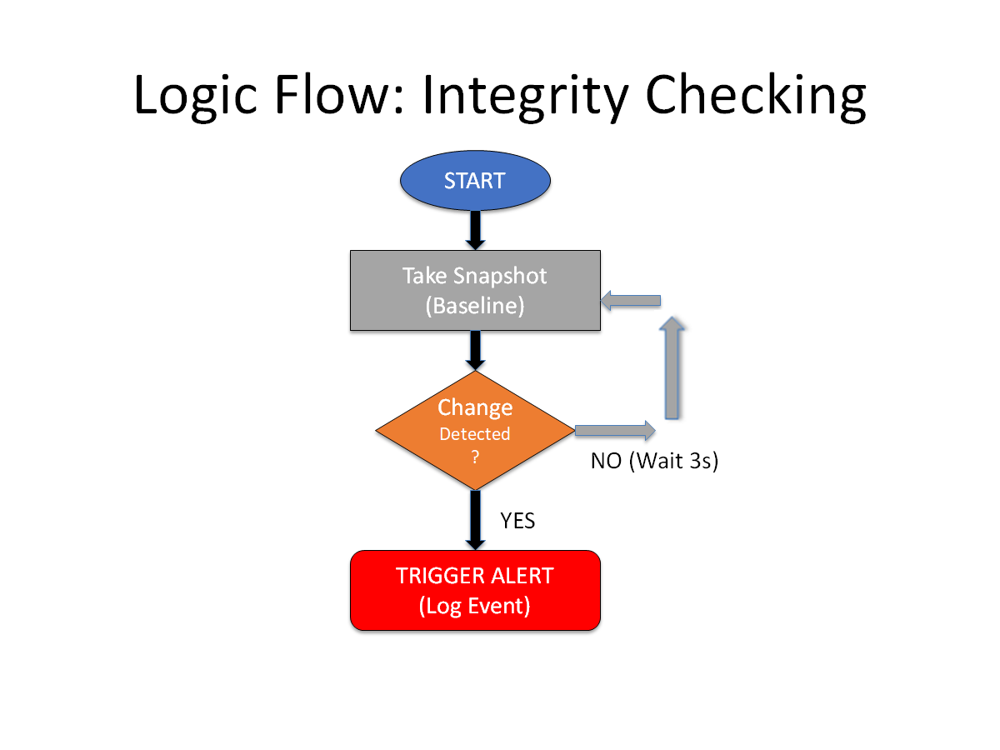 Logic Flow: Integrity Checking
START
Take Snapshot
(Baseline)
Change
Detected
?
NO (Wait 3s)
YES
TRIGGER ALERT
(Log Event)